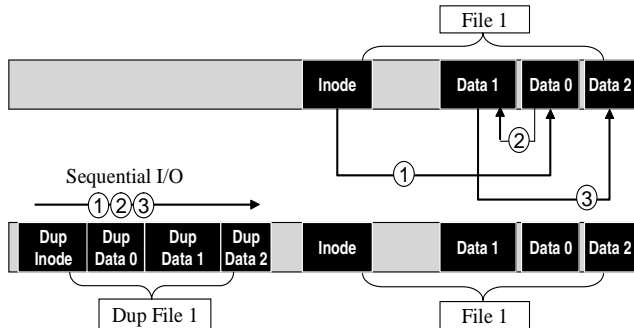 File 1
Inode
Data 1
Data 0
Data 2
2
1
3
Sequential I/O
1 2 3
Dup
Inode
Dup
Data 0
Dup
Data 1
Dup
Data 2
Inode
Data 1
Data 0
Data 2
Dup File 1
File 1